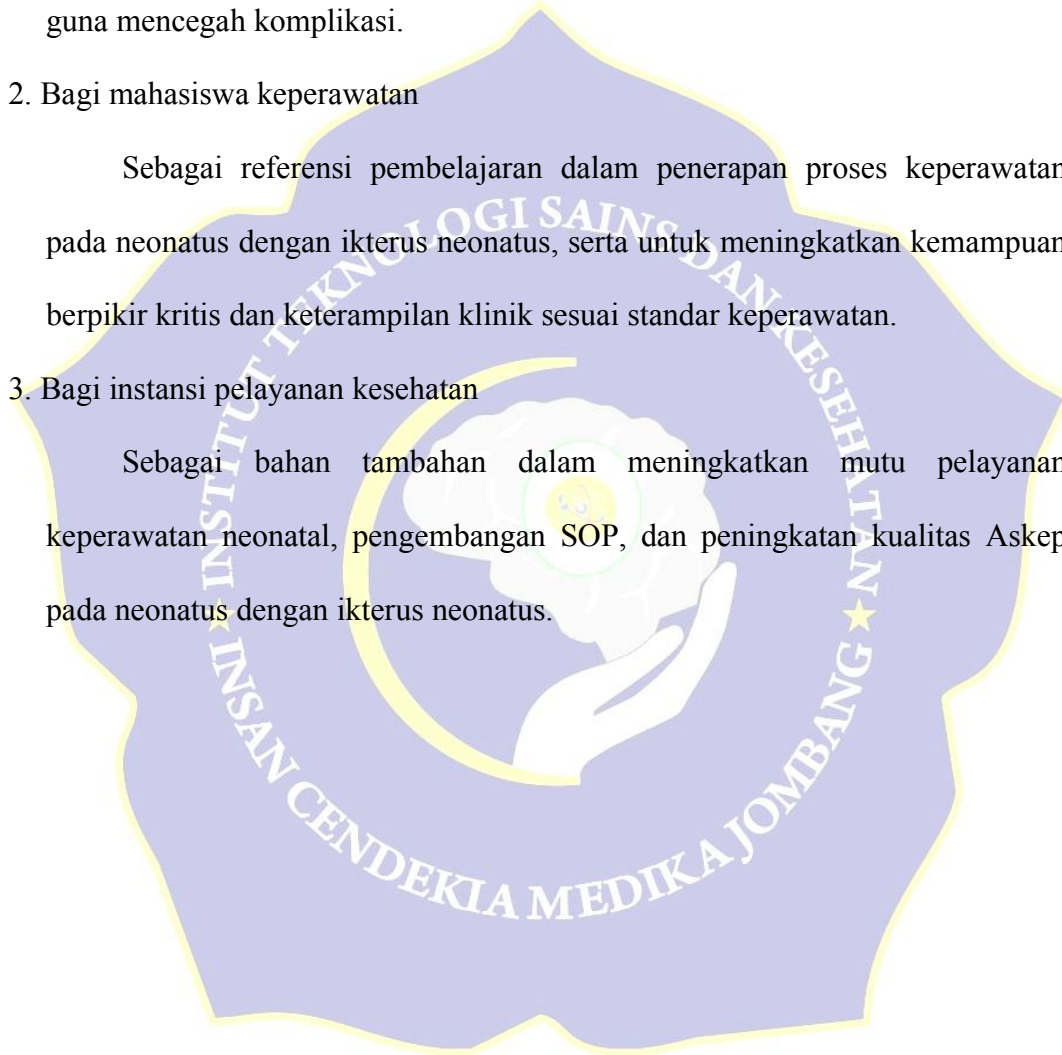 guna mencegah komplikasi.
2. Bagi mahasiswa keperawatan
Sebagai referensi pembelajaran dalam penerapan proses keperawatan
pada neonatus dengan ikterus neonatus, serta untuk meningkatkan kemampuan
berpikir kritis dan keterampilan klinik sesuai standar keperawatan.
3. Bagi instansi pelayanan kesehatan
Sebagai bahan tambahan dalam meningkatkan mutu pelayanan
keperawatan neonatal, pengembangan SOP, dan peningkatan kualitas Askep
pada neonatus dengan ikterus neonatus.
INSTITUT TEKNOLOGI SAINS DAN KESEHATAN
INSAN CENDEKIA MEDIKA JOMBANG